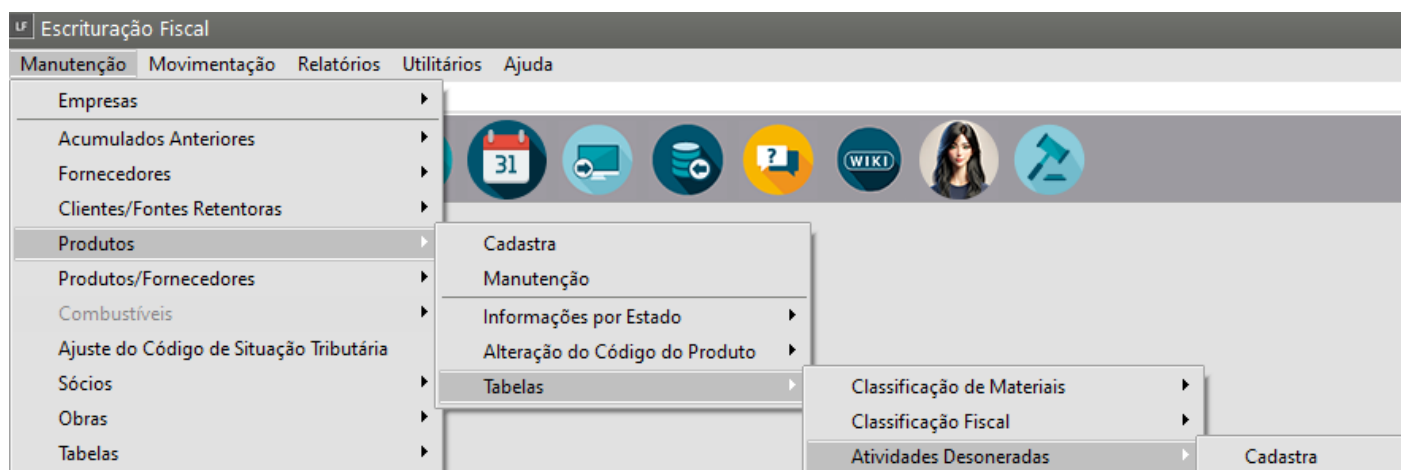 LF Escrituração Fiscal
Manutenção Movimentação Relatórios Utilitários Ajuda
Empresas
Acumulados Anteriores
Fornecedores
Clientes/Fontes Retentoras
Produtos
Produtos/Fornecedores
Combustíveis
Ajuste do Código de Situação Tributária
Sócios
Obras
Tabelas
31
?
WIKI
Cadastra
Manutenção
Informações por Estado
Alteração do Código do Produto
Tabelas
Classificação de Materiais
Classificação Fiscal
Atividades Desoneradas
Cadastra